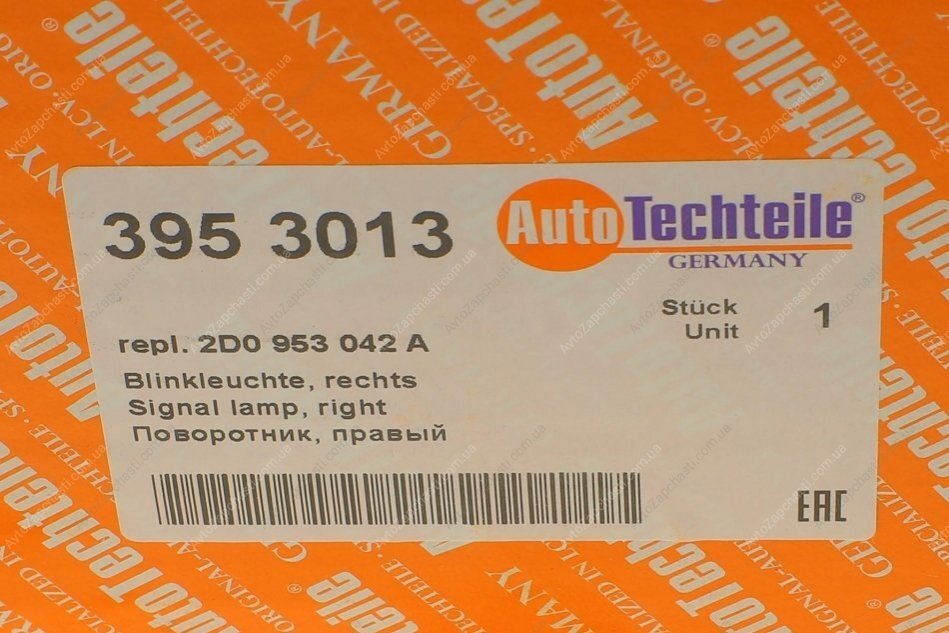 395 3013
AutoTechteile®
GERMANY
Stück 1
Unit
repl. 2D0 953 042 A
Blinkleuchte, rechts
Signal lamp, right
Поворотник, правый
EAC